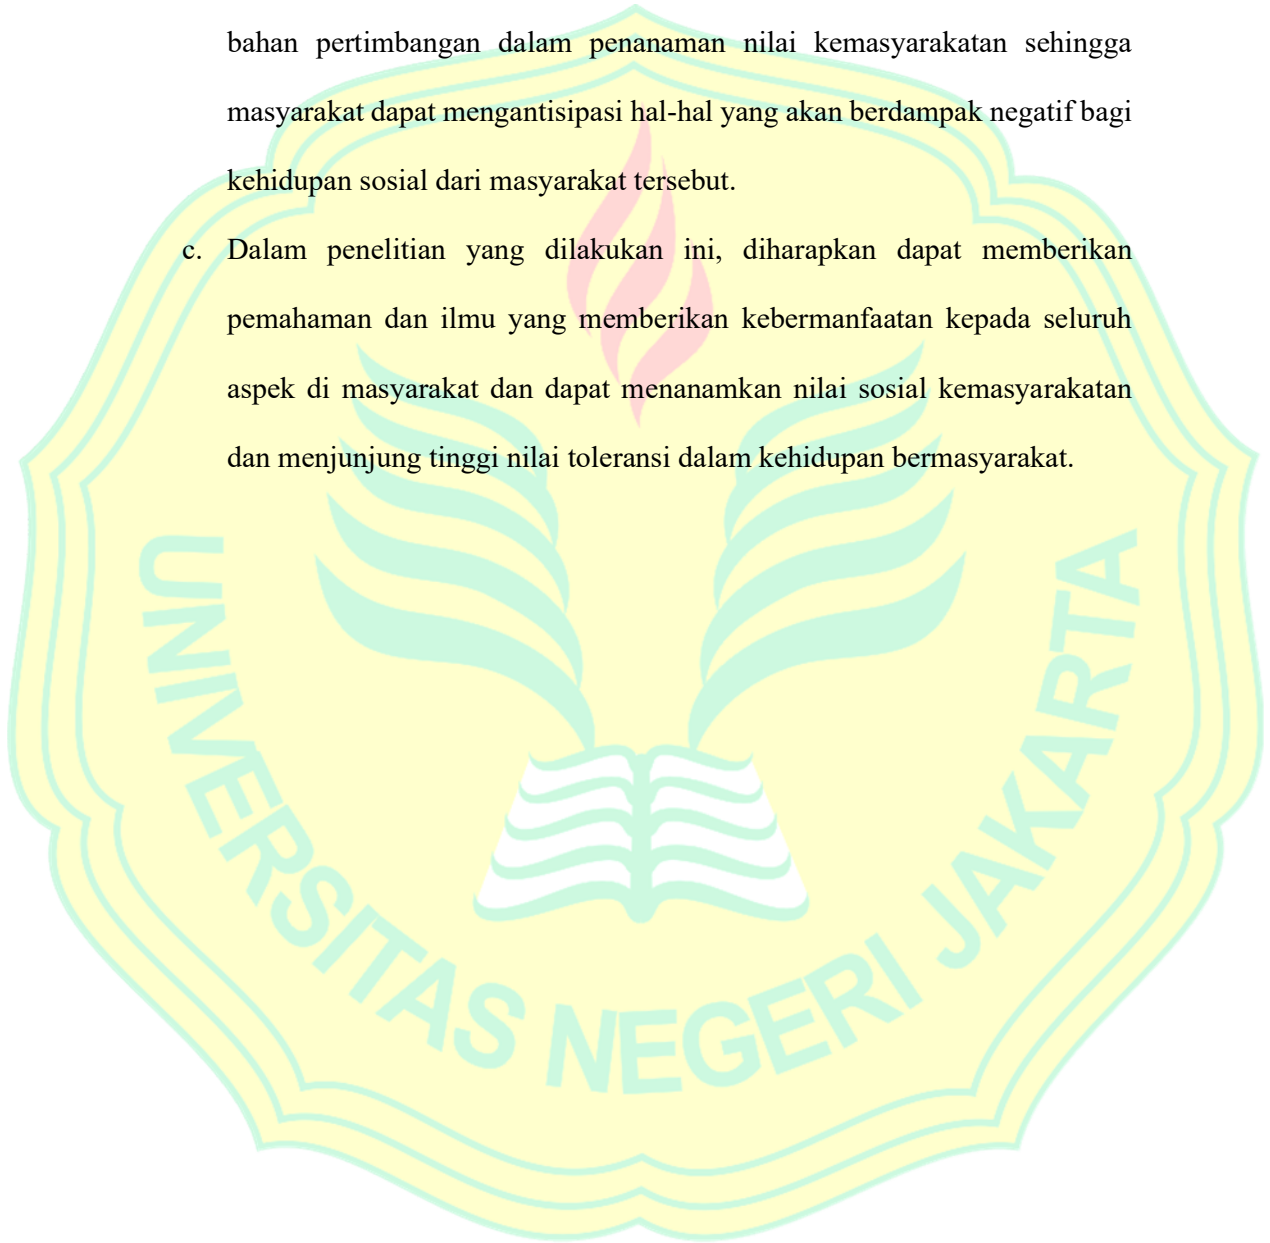 bahan pertimbangan dalam penanaman nilai kemasyarakatan sehingga
masyarakat dapat mengantisipasi hal-hal yang akan berdampak negatif bagi
kehidupan sosial dari masyarakat tersebut.
c. Dalam penelitian yang dilakukan ini, diharapkan dapat memberikan
pemahaman dan ilmu yang memberikan kebermanfaatan kepada seluruh
aspek di masyarakat dan dapat menanamkan nilai sosial kemasyarakatan
dan menjunjung tinggi nilai toleransi dalam kehidupan bermasyarakat.
UNIVERSITAS NEGERI JAKARTA